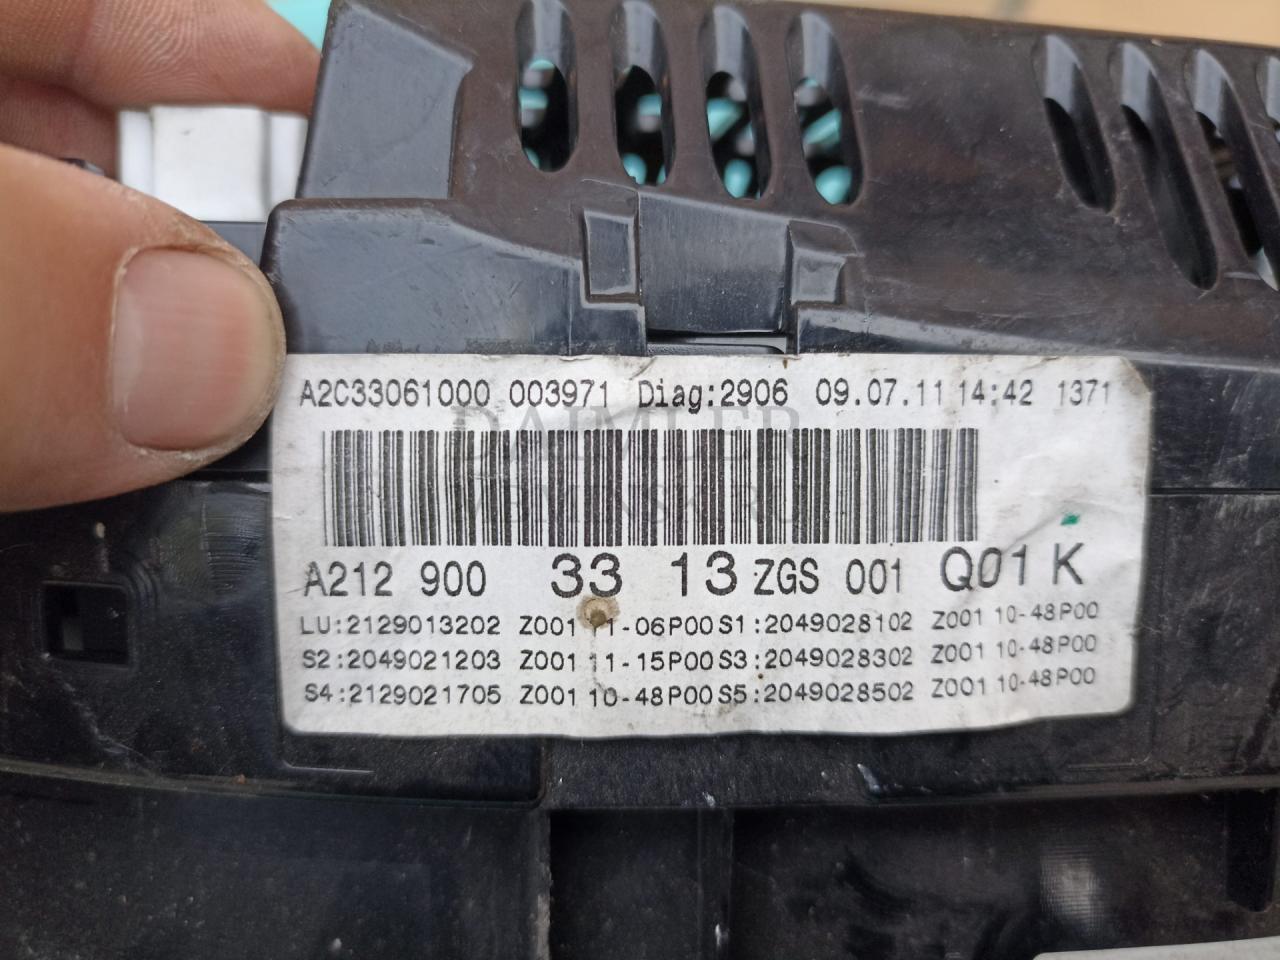 A2C33061000 003971 Diag:2906 09.07.11 14:42 1371
DAIMLER
A212 900 33 13 ZGS 001 Q01 K
LU:2129013202 Z001 11-06P00 S1:2049028102 Z001 10-48P00
S2:2049021203 Z001 11-15P00 S3:2049028302 Z001 10-48P00
S4:2129021705 Z001 10-48P00 S5:2049028502 Z001 10-48P00